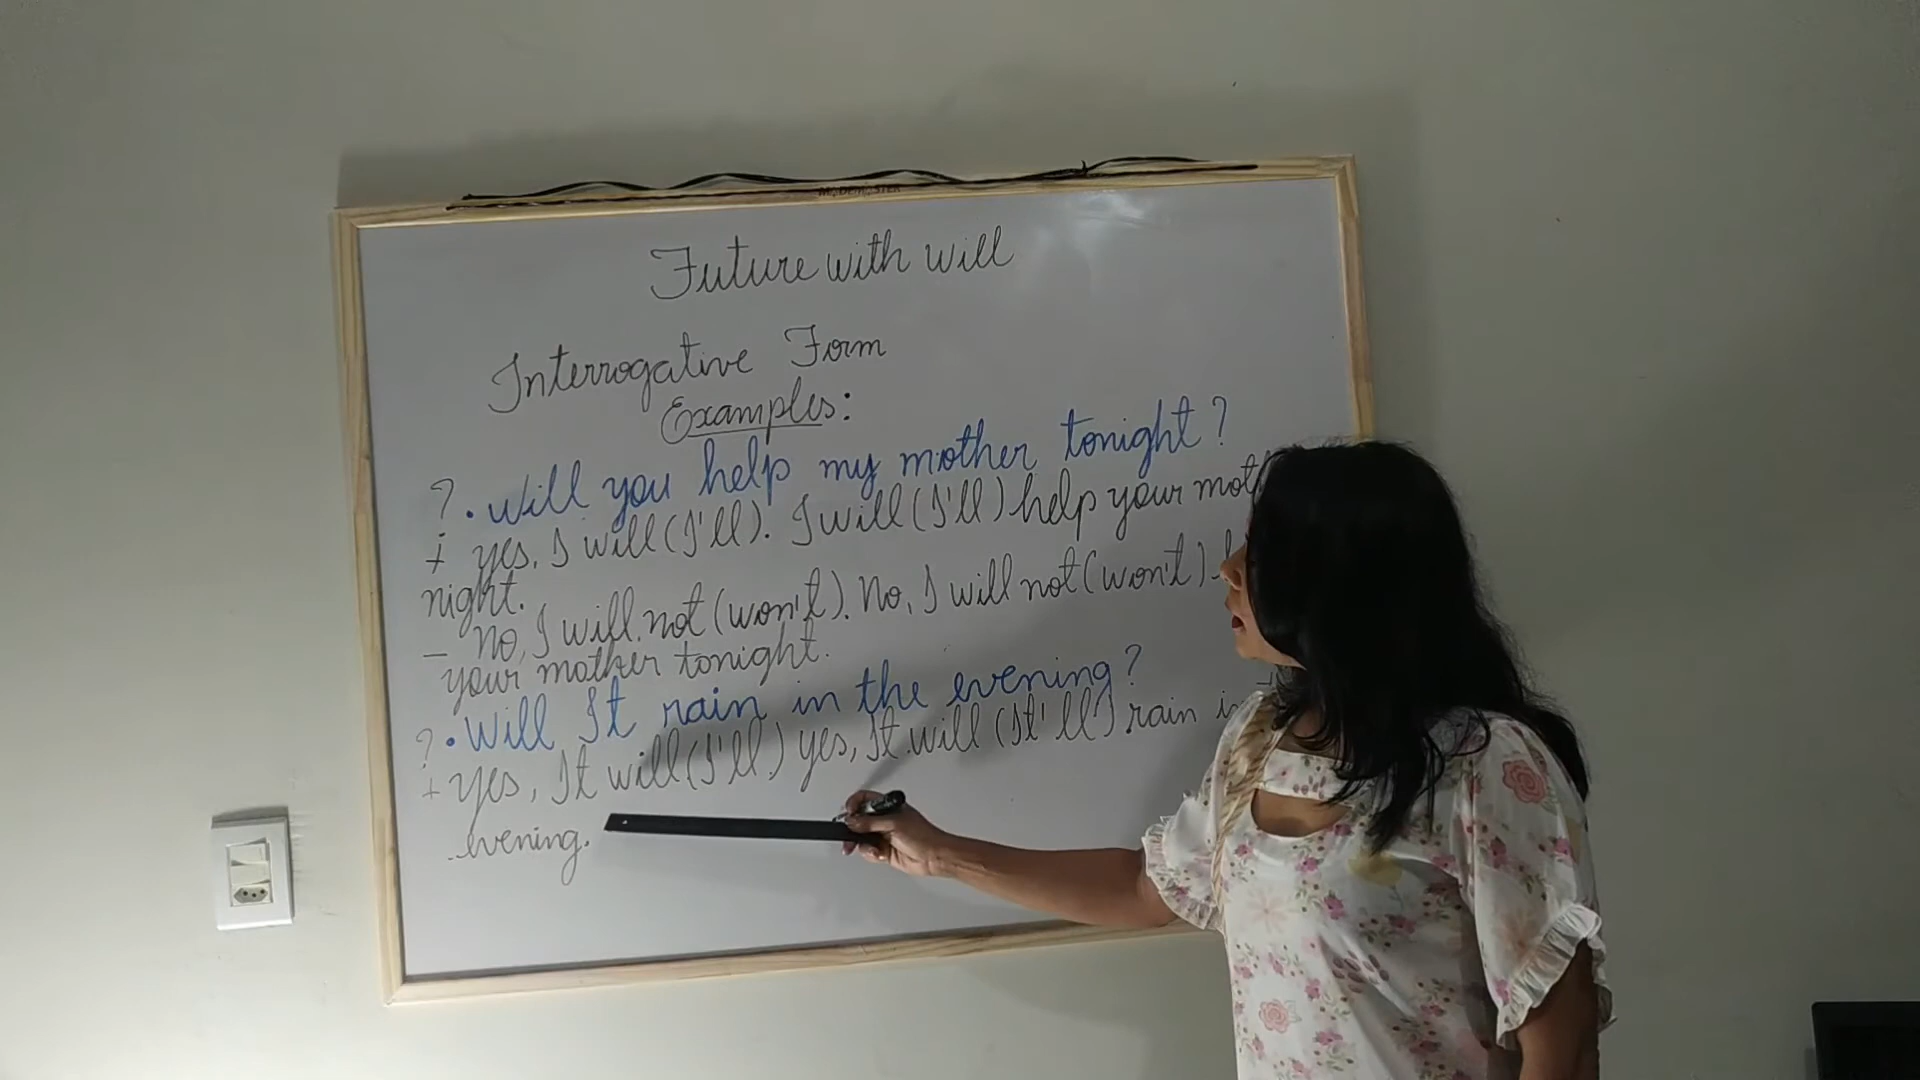 Future with will
Interrogative Form
Examples:
? . Will you help my mother tonight?
+ yes, I will (I'll). I will (I'll) help your
night.
- No, I will not (won't). No, I will not (won't)
your mother tonight.
? . Will It rain in the evening?
+ yes, It will (I'll) yes, It will (It'll) rain in
evening.